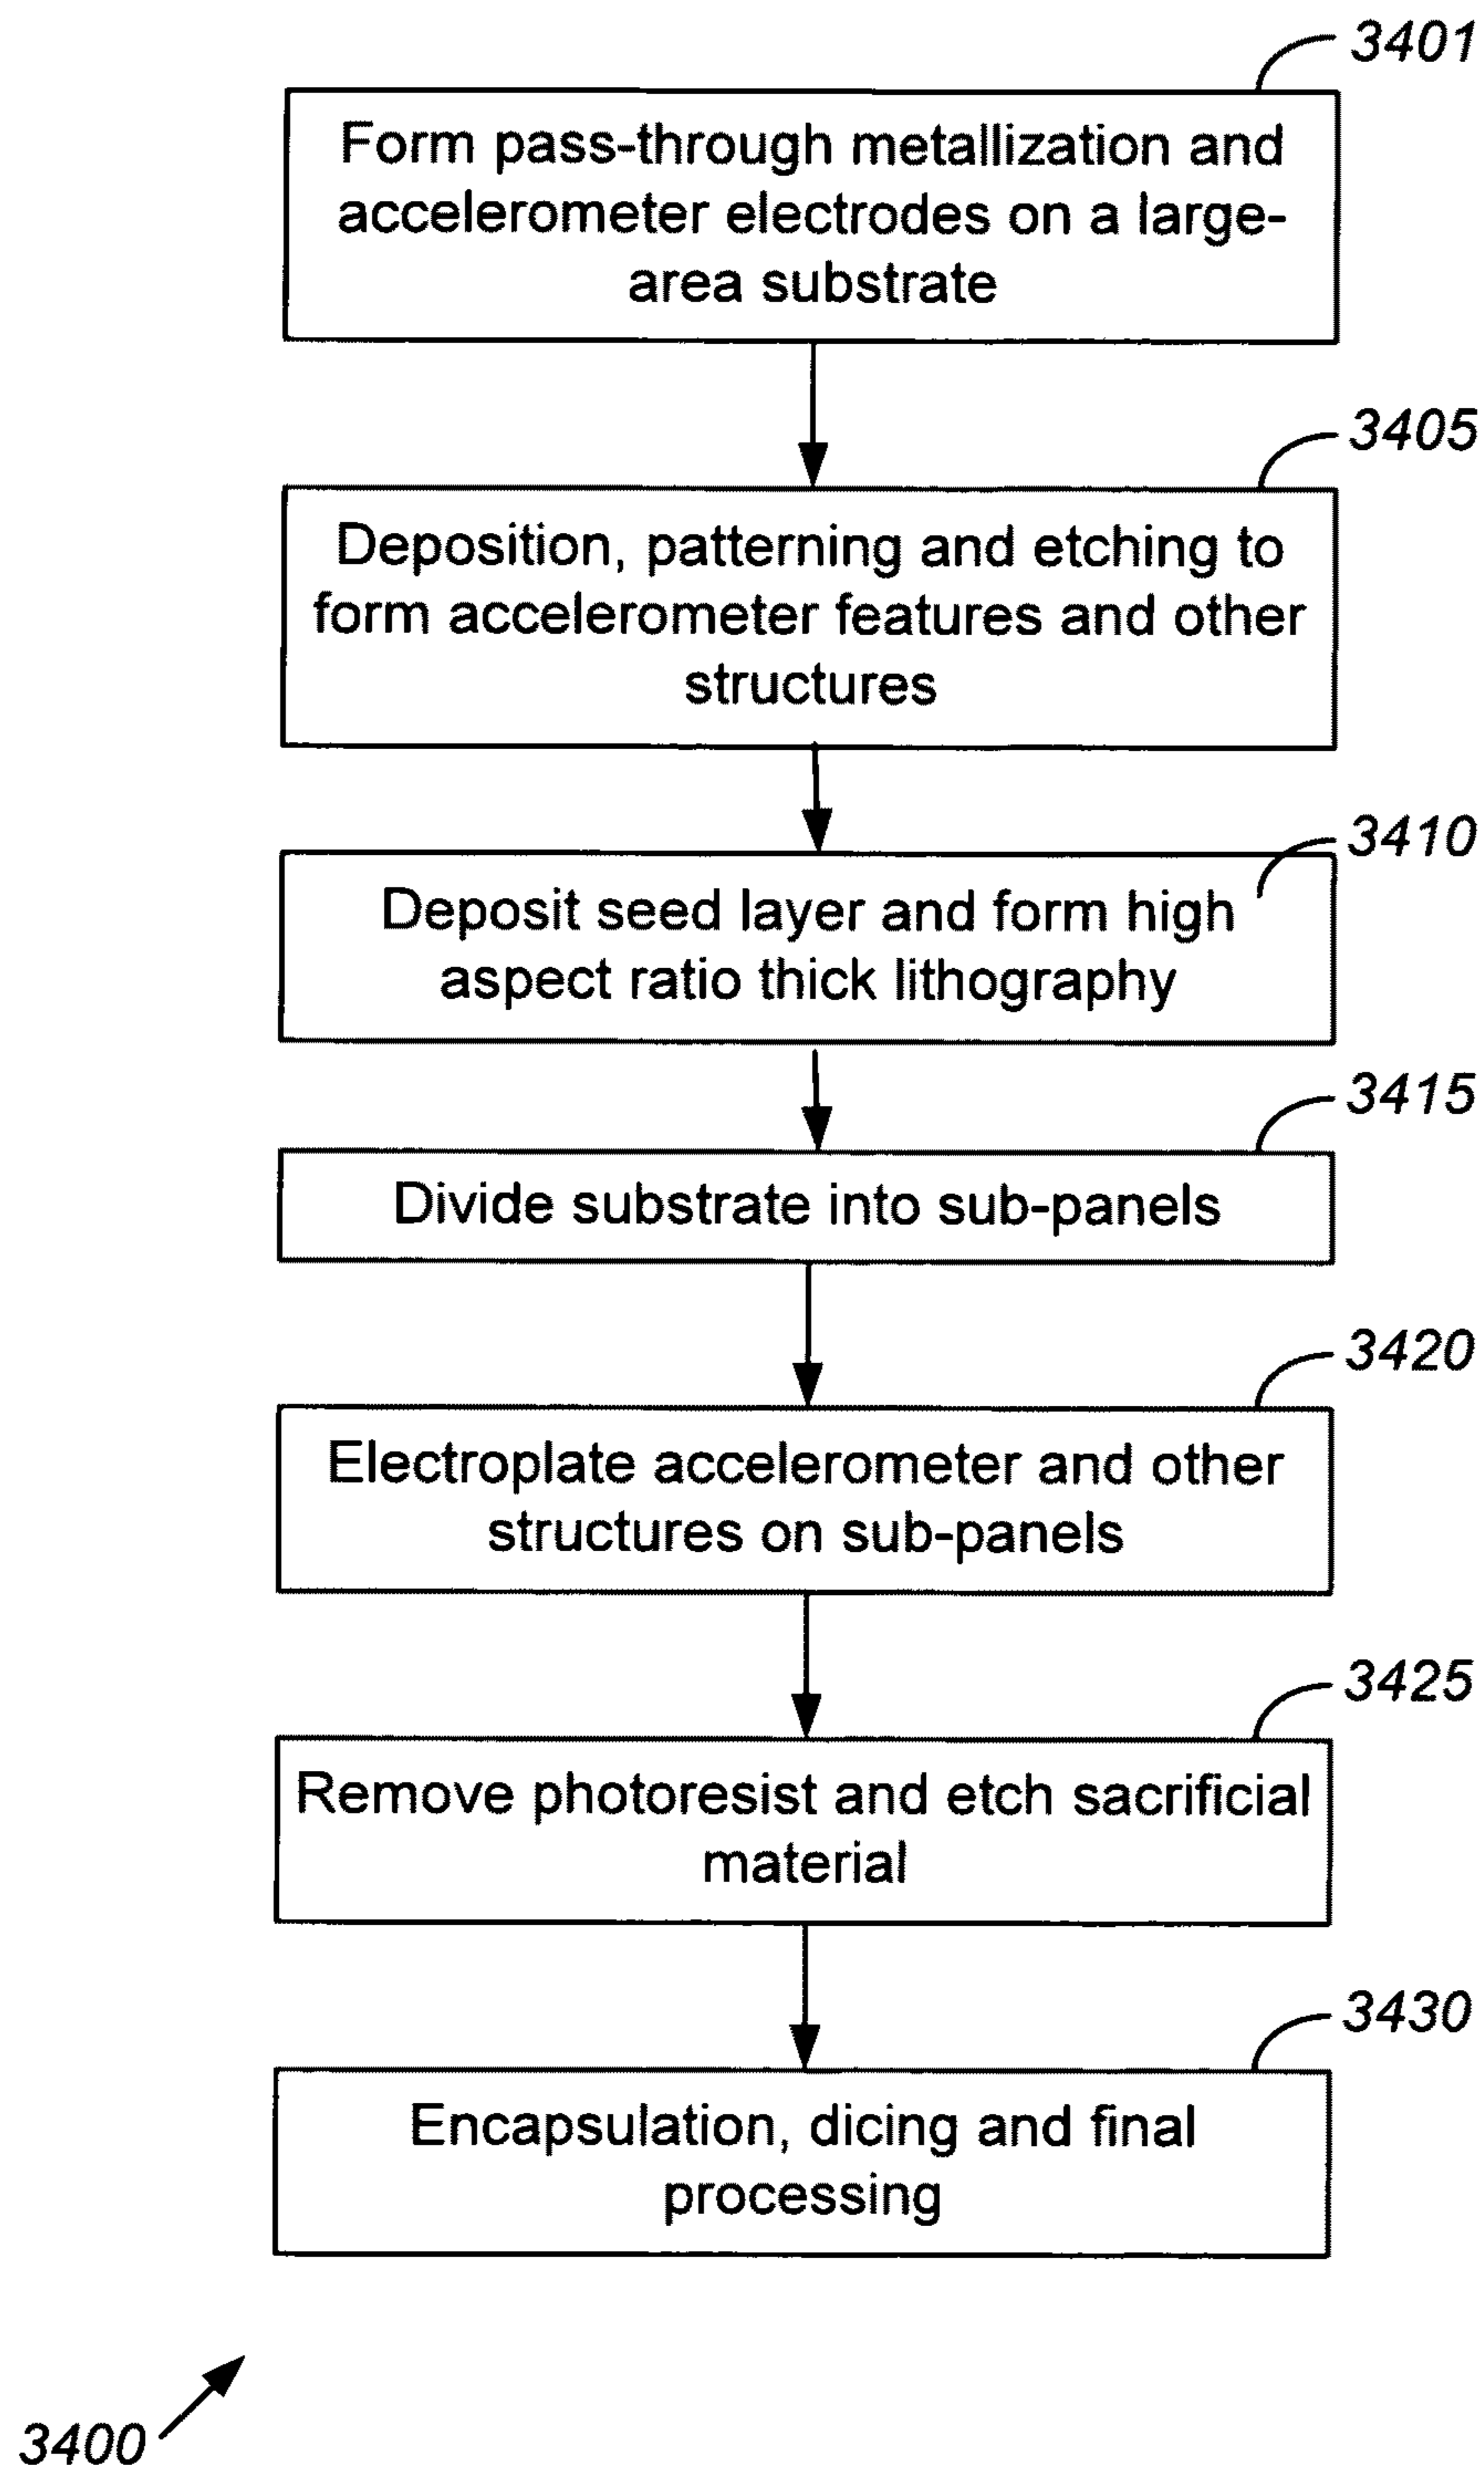 3401
Form pass-through metallization and
accelerometer electrodes on a large-
area substrate
3405
Deposition, patterning and etching to
form accelerometer features and other
structures
3410
Deposit seed layer and form high
aspect ratio thick lithography
3415
Divide substrate into sub-panels
3420
Electroplate accelerometer and other
structures on sub-panels
3425
Remove photoresist and etch sacrificial
material
3430
Encapsulation, dicing and final
processing
3400